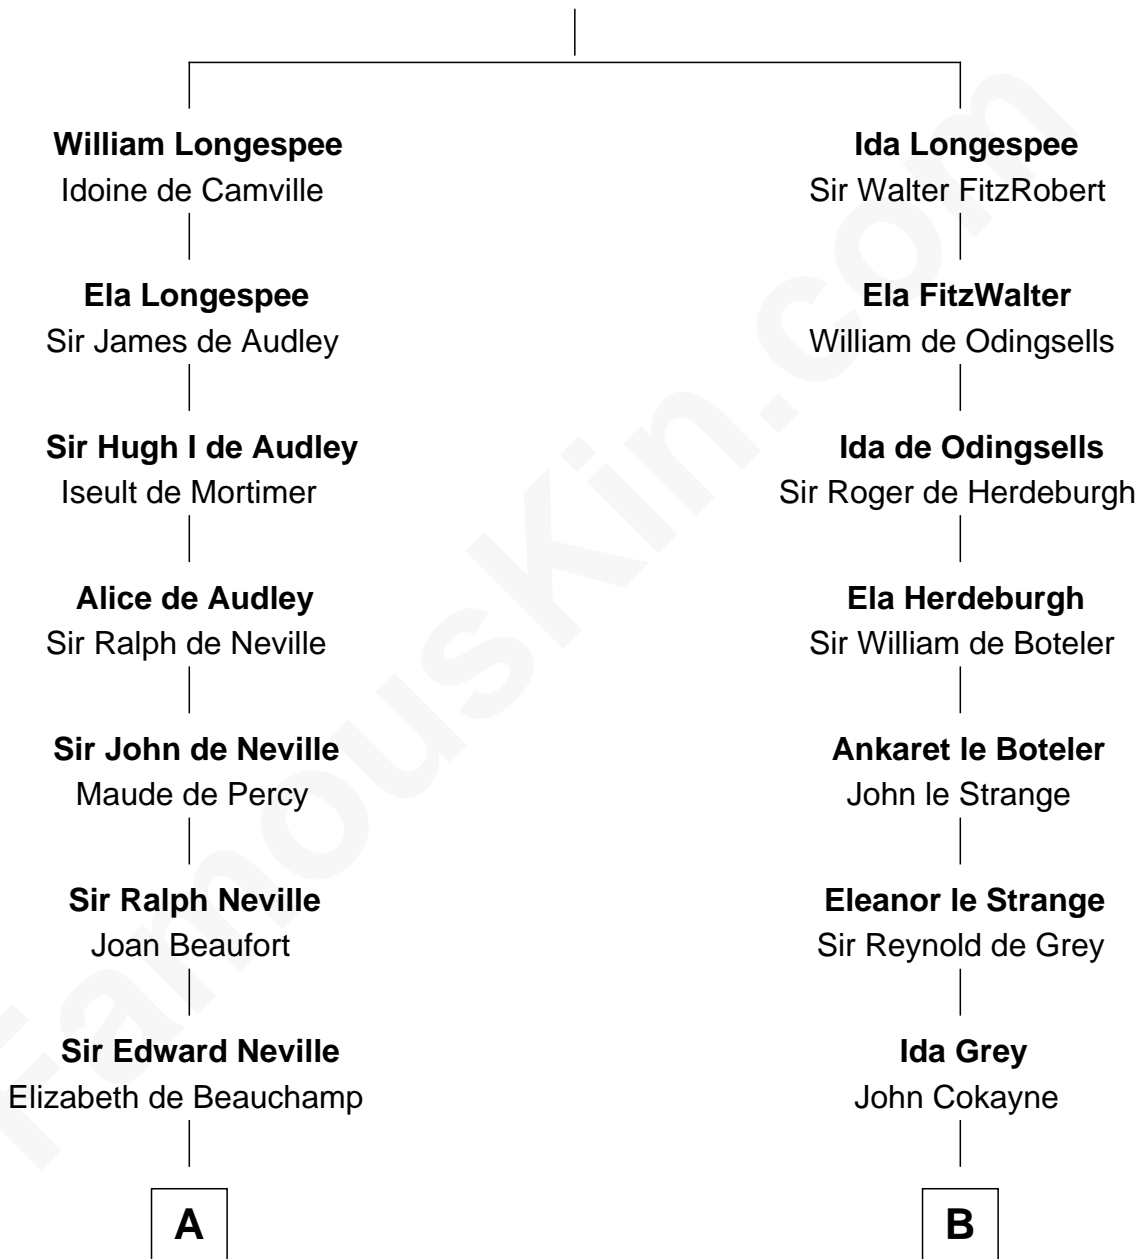 William Longespee
Idoine de Camville
Ela Longespee
Sir James de Audley
Sir Hugh I de Audley
Iseult de Mortimer
Alice de Audley
Sir Ralph de Neville
Sir John de Neville
Maude de Percy
Sir Ralph Neville
Joan Beaufort
Sir Edward Neville
Elizabeth de Beauchamp
A
Ida Longespee
Sir Walter FitzRobert
Ela FitzWalter
William de Odingsells
Ida de Odingsells
Sir Roger de Herdeburgh
Ela Herdeburgh
Sir William de Boteler
Ankaret le Boteler
John le Strange
Eleanor le Strange
Sir Reynold de Grey
Ida Grey
John Cokayne
B
FamousKin.com